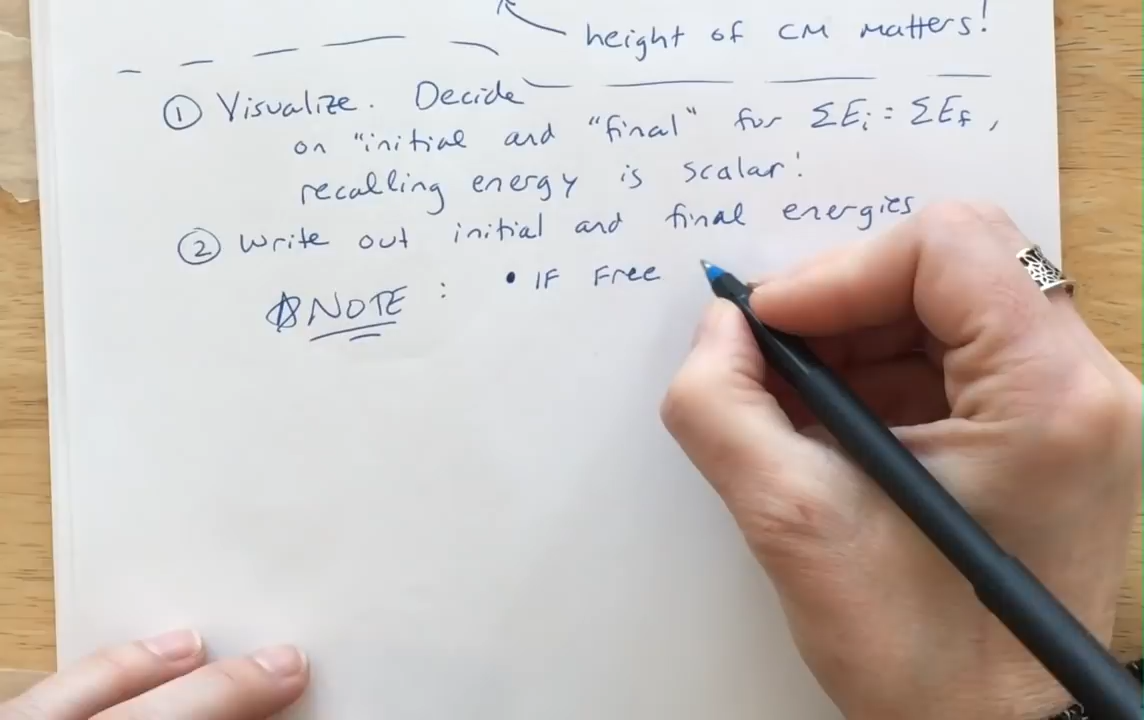 height of CM matters!
① Visualize. Decide
on "initial and "final" for ΣEi = ΣEf,
recalling energy is scalar!
② Write out initial and final energies
☆NOTE : • IF Free